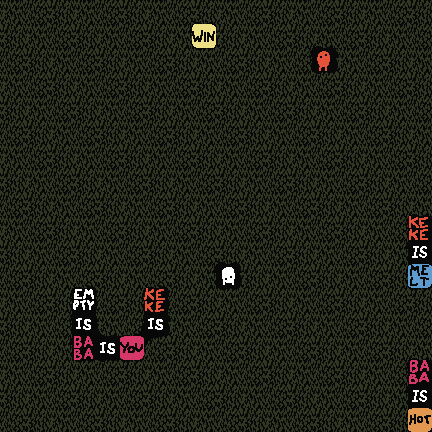 WIN
KEKE
IS
MELT
EMPTY KEKE
IS IS
BABA IS YOU
BABA
IS
HOT